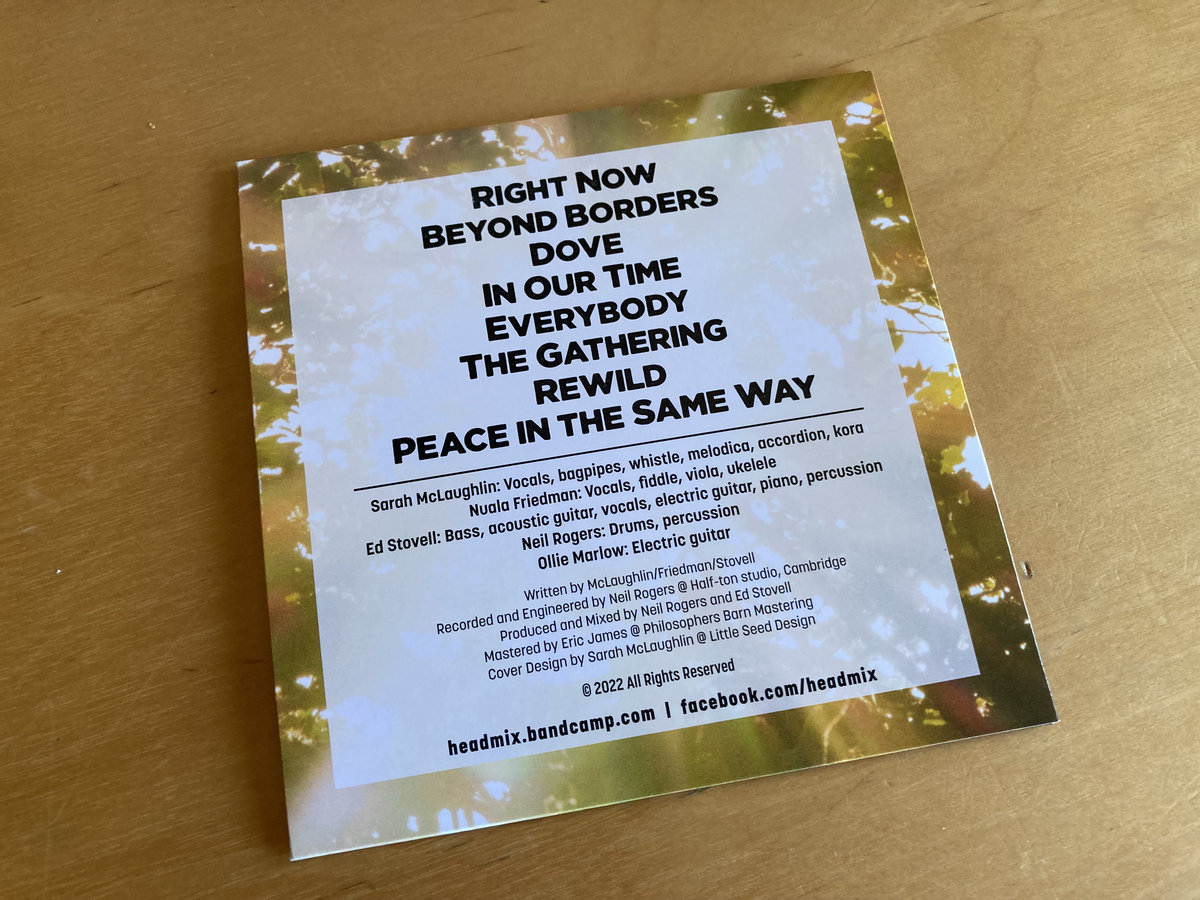 RIGHT NOW
BEYOND BORDERS
DOVE
IN OUR TIME
EVERYBODY
THE GATHERING
REWILD
PEACE IN THE SAME WAY
Sarah McLaughlin: Vocals, bagpipes, whistle, melodica, accordion, kora
Nuala Friedman: Vocals, fiddle, viola, ukelele
Ed Stovell: Bass, acoustic guitar, vocals, electric guitar, piano, percussion
Neil Rogers: Drums, percussion
Ollie Marlow: Electric guitar
Written by McLaughlin/Friedman/Stovell
Recorded and Engineered by Neil Rogers @ Half-ton studio, Cambridge
Produced and Mixed by Neil Rogers and Ed Stovell
Mastered by Eric James @ Philosophers Barn Mastering
Cover Design by Sarah McLaughlin @ Little Seed Design
© 2022 All Rights Reserved
headmix.bandcamp.com | facebook.com/headmix